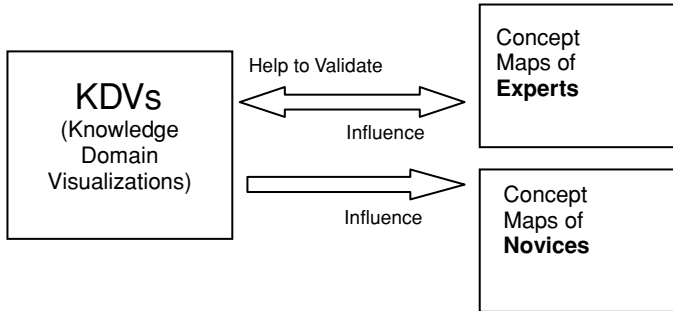 KDVs
(Knowledge
Domain
Visualizations)
Help to Validate
Influence
Influence
Concept
Maps of
Experts
Concept
Maps of
Novices